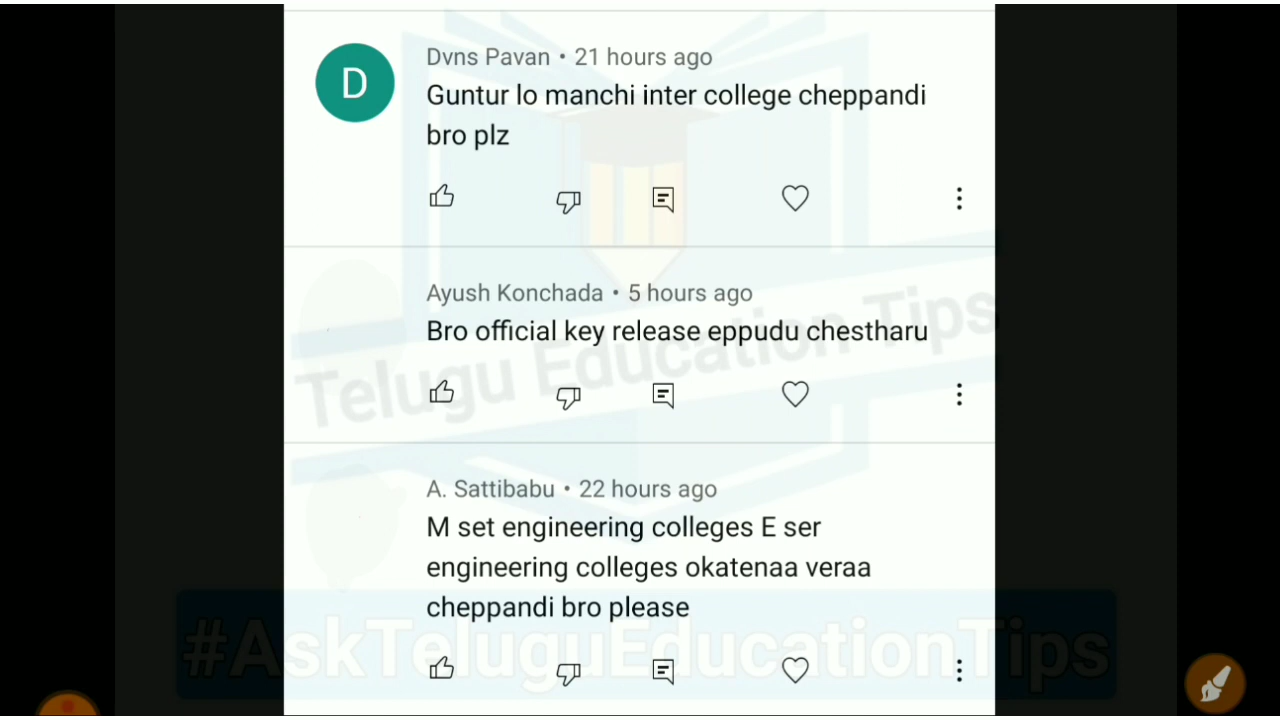 D
Dvns Pavan • 21 hours ago
Guntur lo manchi inter college cheppandi
bro plz
Ayush Konchada • 5 hours ago
Bro official key release eppudu chestharu
Telugu Education Tips
A. Sattibabu • 22 hours ago
M set engineering colleges E ser
engineering colleges okatenaa veraa
cheppandi bro please
#AskTeluguEducationTips